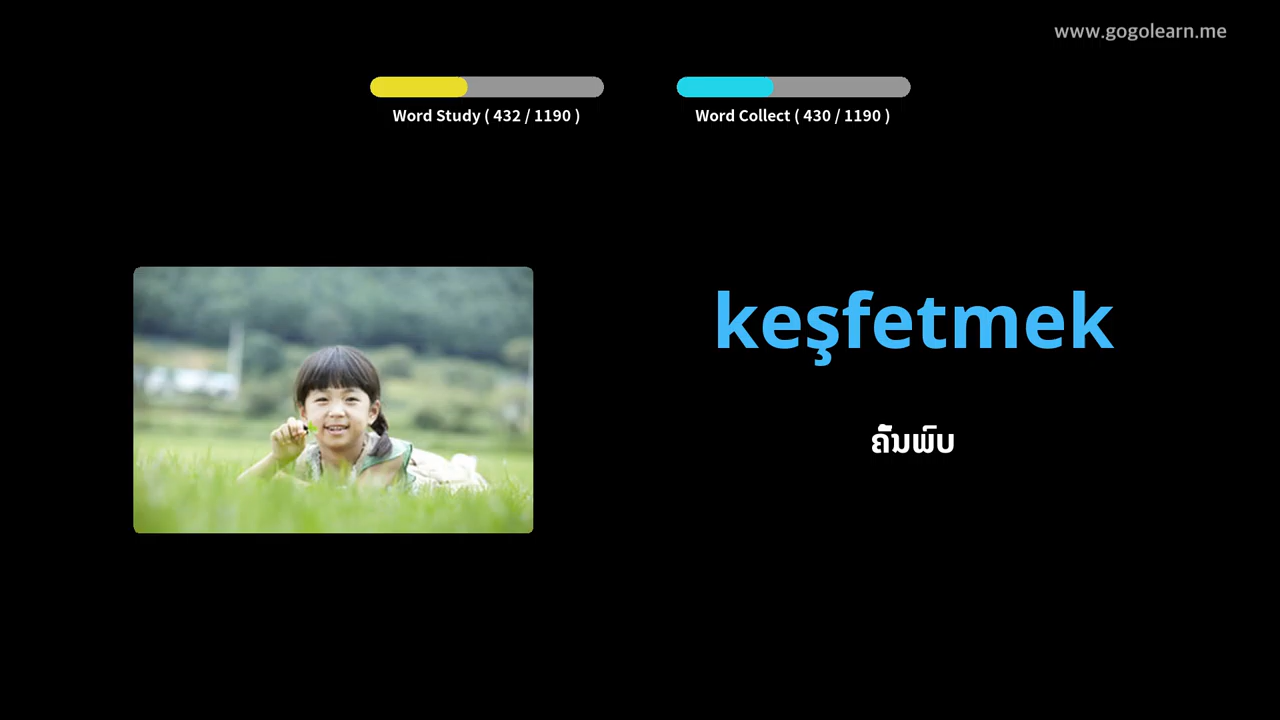 www.gogolearn.me
Word Study ( 432 / 1190 )
Word Collect ( 430 / 1190 )
keşfetmek
ຄົ້ນພົບ